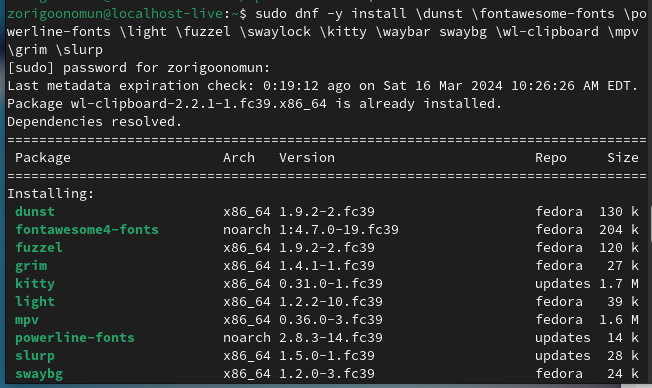 zorigoonomun@localhost-live:~$ sudo dnf -y install \dunst \fontawesome-fonts \po
werline-fonts \light \fuzzel \swaylock \kitty \waybar swaybg \wl-clipboard \mpv
\grim \slurp
[sudo] password for zorigoonomun:
Last metadata expiration check: 0:19:12 ago on Sat 16 Mar 2024 10:26:26 AM EDT.
Package wl-clipboard-2.2.1-1.fc39.x86_64 is already installed.
Dependencies resolved.
================================================================================
Package Arch Version Repo Size
================================================================================
Installing:
dunst x86_64 1.9.2-2.fc39 fedora 130 k
fontawesome4-fonts noarch 1:4.7.0-19.fc39 fedora 204 k
fuzzel x86_64 1.9.2-2.fc39 fedora 120 k
grim x86_64 1.4.1-1.fc39 fedora 27 k
kitty x86_64 0.31.0-1.fc39 updates 1.7 M
light x86_64 1.2.2-10.fc39 fedora 39 k
mpv x86_64 0.36.0-3.fc39 fedora 1.6 M
powerline-fonts noarch 2.8.3-14.fc39 updates 14 k
slurp x86_64 1.5.0-1.fc39 updates 28 k
swaybg x86_64 1.2.0-3.fc39 fedora 24 k